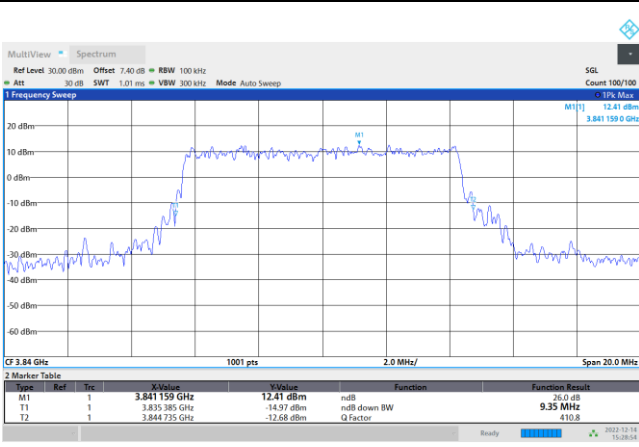 MultiView Spectrum
Ref Level 30.00 dBm Offset 7.40 dB RBW 100 kHz SGL
Att 30 dB SWT 1.01 ms VBW 300 kHz Mode Auto Sweep Count 100/100
1 Frequency Sweep 1Pk Max
M1[1] 12.41 dBm
3.841 159 0 GHz
M1
20 dBm
10 dBm
0 dBm
-10 dBm
T1 T2
-20 dBm
-30 dBm
-40 dBm
-50 dBm
-60 dBm
CF 3.84 GHz 1001 pts 2.0 MHz/ Span 20.0 MHz
2 Marker Table
Type Ref Trc X-Value Y-Value Function Function Result
M1 1 3.841 159 GHz 12.41 dBm ndB 26.0 dB
T1 1 3.835 385 GHz -14.97 dBm ndB down BW 9.35 MHz
T2 1 3.844 735 GHz -12.68 dBm Q Factor 410.8
Ready 2022-12-14
15:28:54